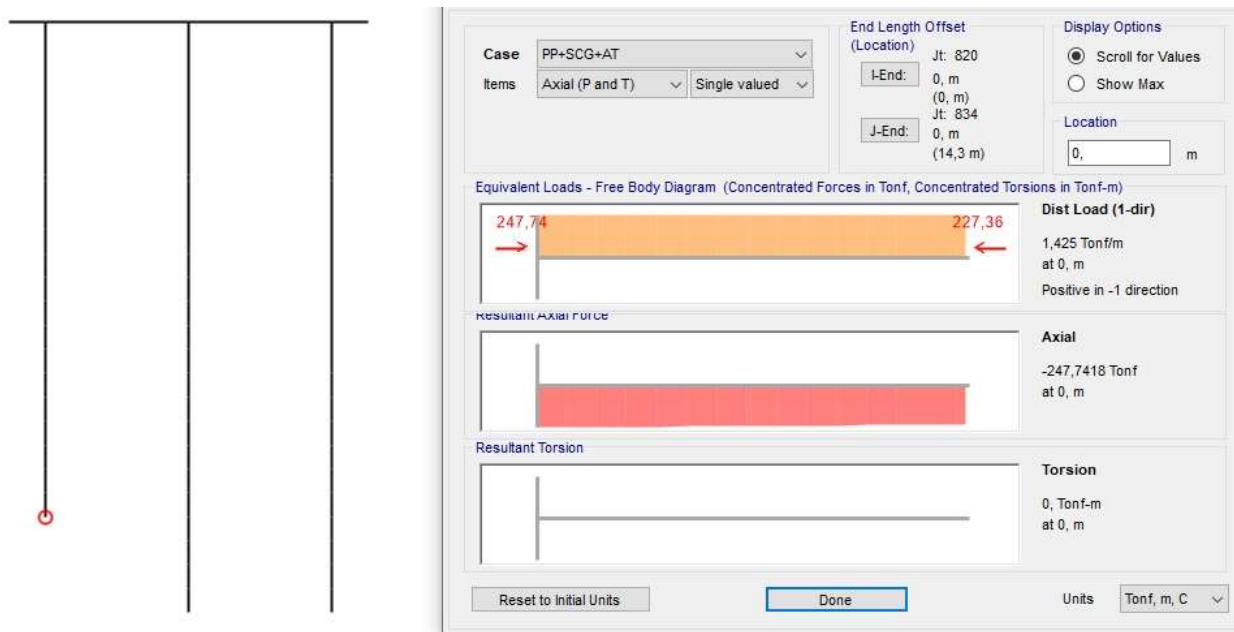 Case PP+SCG+AT
Items Axial (P and T) Single valued
End Length Offset
(Location)
Jt: 820
I-End: 0, m
(0, m)
Jt: 834
J-End: 0, m
(14,3 m)
Display Options
Scroll for Values
Show Max
Location
0, m
Equivalent Loads - Free Body Diagram (Concentrated Forces in Tonf, Concentrated Torsions in Tonf-m)
247,74 227,36
Dist Load (1-dir)
1,425 Tonf/m
at 0, m
Positive in -1 direction
Resultant Axial Force
Axial
-247,7418 Tonf
at 0, m
Resultant Torsion
Torsion
0, Tonf-m
at 0, m
Reset to Initial Units Done Units Tonf, m, C